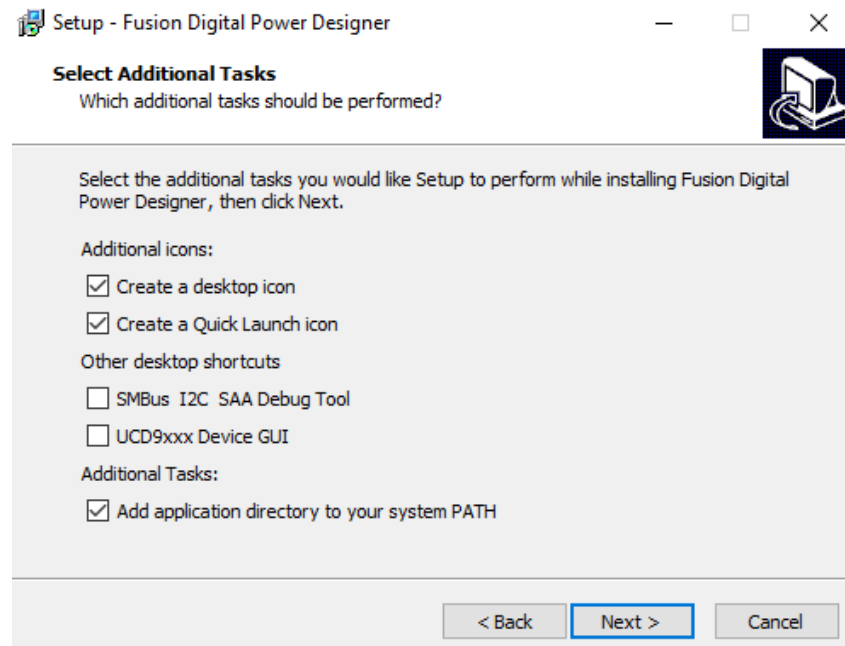 Setup - Fusion Digital Power Designer
Select Additional Tasks
Which additional tasks should be performed?
Select the additional tasks you would like Setup to perform while installing Fusion Digital
Power Designer, then click Next.
Additional icons:
Create a desktop icon
Create a Quick Launch icon
Other desktop shortcuts
SMBus I2C SAA Debug Tool
UCD9xxx Device GUI
Additional Tasks:
Add application directory to your system PATH
< Back Next > Cancel